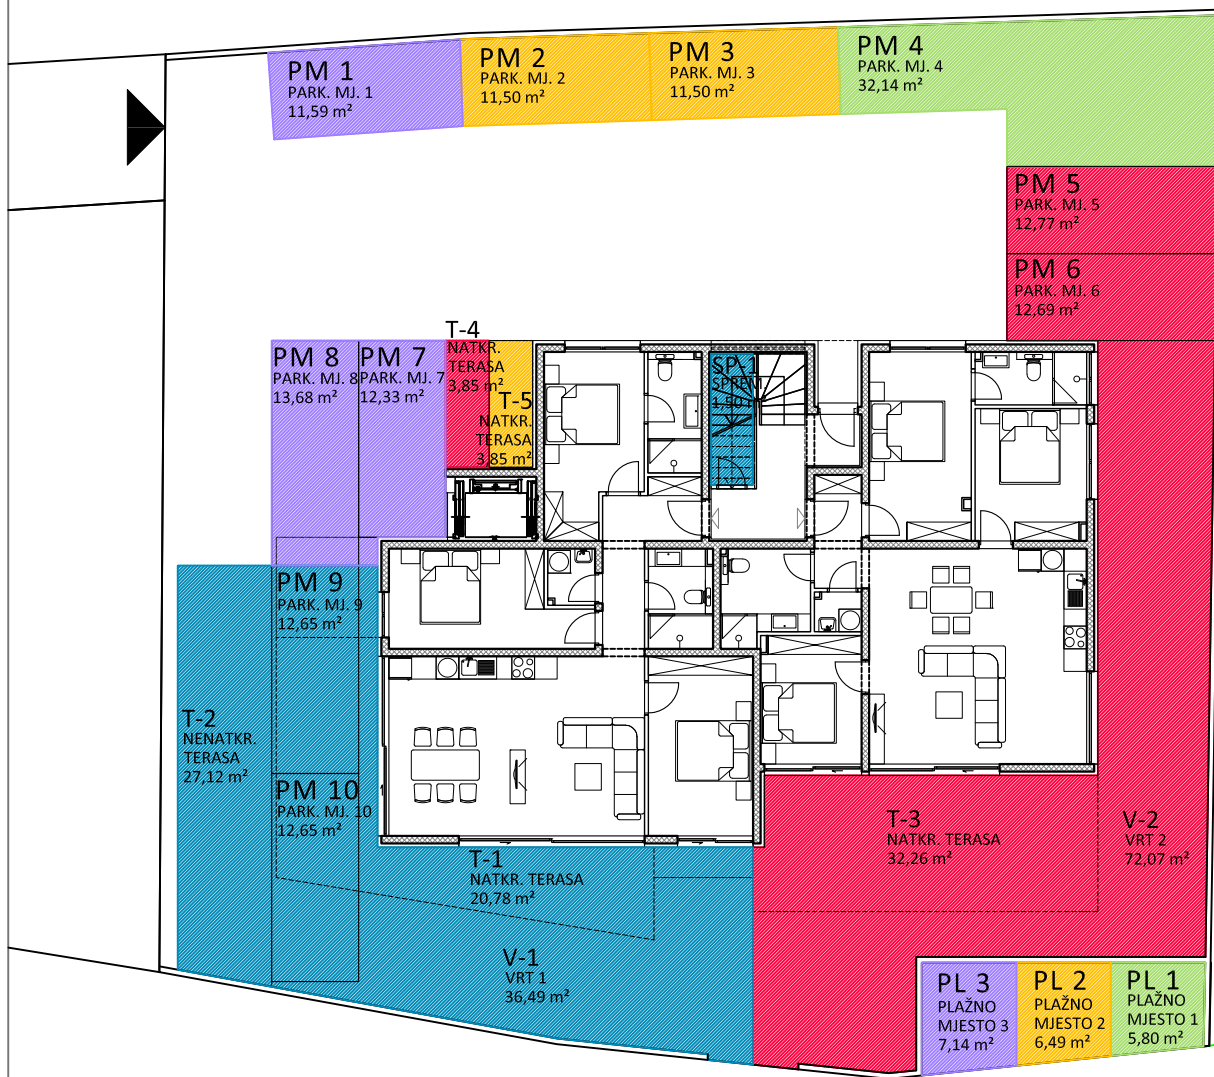 PM 1
PARK. MJ. 1
11,59 m²
PM 2
PARK. MJ. 2
11,50 m²
PM 3
PARK. MJ. 3
11,50 m²
PM 4
PARK. MJ. 4
32,14 m²
PM 5
PARK. MJ. 5
12,77 m²
PM 6
PARK. MJ. 6
12,69 m²
PM 8
PARK. MJ. 8
13,68 m²
PM 7
PARK. MJ. 7
12,33 m²
T-4
NATKR.
TERASA
3,85 m²
T-5
NATKR.
TERASA
3,85 m²
SP-1
SPREM.
1,90 m²
PM 9
PARK. MJ. 9
12,65 m²
T-2
NENATKR.
TERASA
27,12 m²
PM 10
PARK. MJ. 10
12,65 m²
T-1
NATKR. TERASA
20,78 m²
T-3
NATKR. TERASA
32,26 m²
V-2
VRT 2
72,07 m²
V-1
VRT 1
36,49 m²
PL 3
PLAŽNO
MJESTO 3
7,14 m²
PL 2
PLAŽNO
MJESTO 2
6,49 m²
PL 1
PLAŽNO
MJESTO 1
5,80 m²